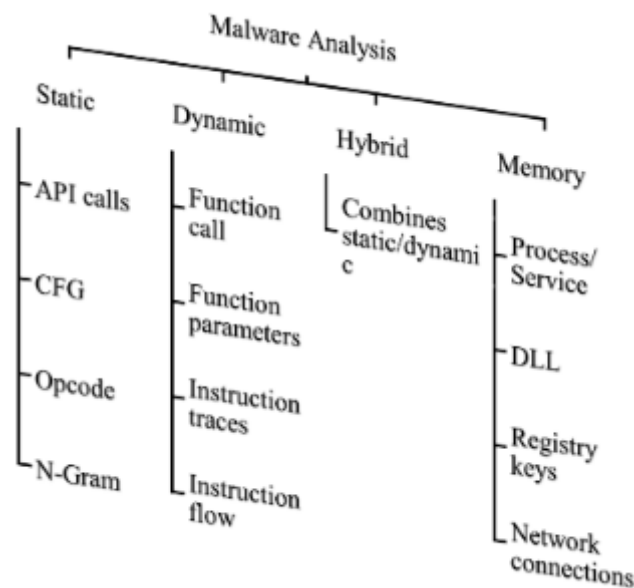 Malware Analysis
Static
API calls
CFG
Opcode
N-Gram
Dynamic
Function
call
Function
parameters
Instruction
traces
Instruction
flow
Hybrid
Combines
static/dynami
c
Memory
Process/
Service
DLL
Registry
keys
Network
connections